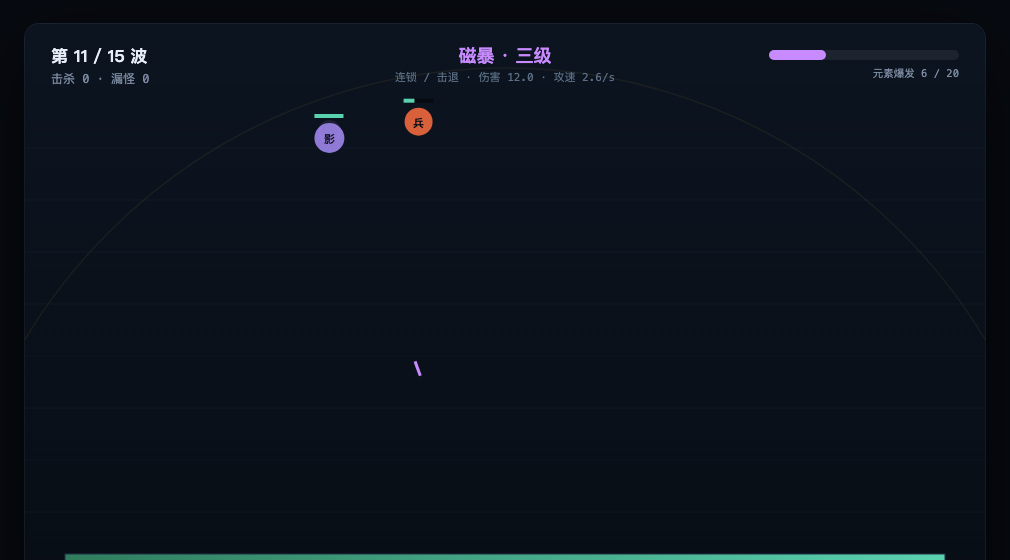 第 11 / 15 波
击杀 0 · 漏怪 0
磁暴 · 三级
连锁 / 击退 · 伤害 12.0 · 攻速 2.6/s
元素爆发 6 / 20
影
兵